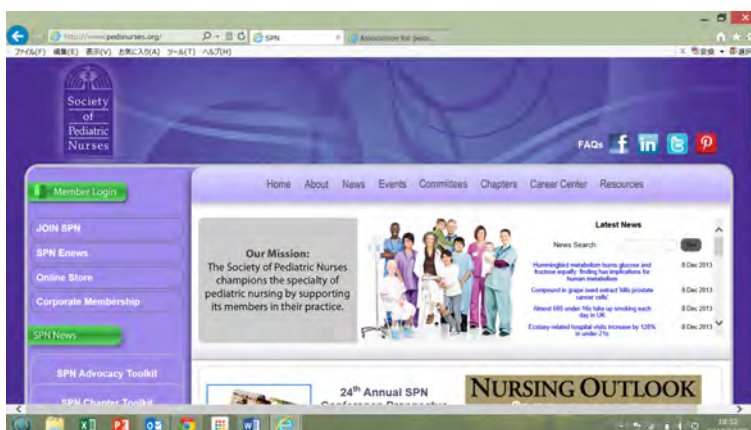 http://www.pedsnurses.org/
SPN
Association for pedi...
ファイル(F) 編集(E) 表示(V) お気に入り(A) ツール(T) ヘルプ(H)
Society
of
Pediatric
Nurses
FAQs
Member Login
Home About News Events Committees Chapters Career Center Resources
JOIN SPN
SPN Enews
Online Store
Corporate Membership
SPN News
SPN Advocacy Toolkit
SPN Chapter Toolkit
Our Mission:
The Society of Pediatric Nurses
champions the specialty of
pediatric nursing by supporting
its members in their practice.
Latest News
News Search:
Hummingbird metabolism burns glucose and
fructose equally: finding has implications for
human metabolism
8 Dec 2013
Compound in grape seed extract 'kills prostate
cancer cells'
8 Dec 2013
Almost 600 under-16s take up smoking each
day in UK
8 Dec 2013
Ecstasy-related hospital visits increase by 128%
in under-21s
8 Dec 2013
24th Annual SPN
Conference Prospectus
NURSING OUTLOOK
18:52